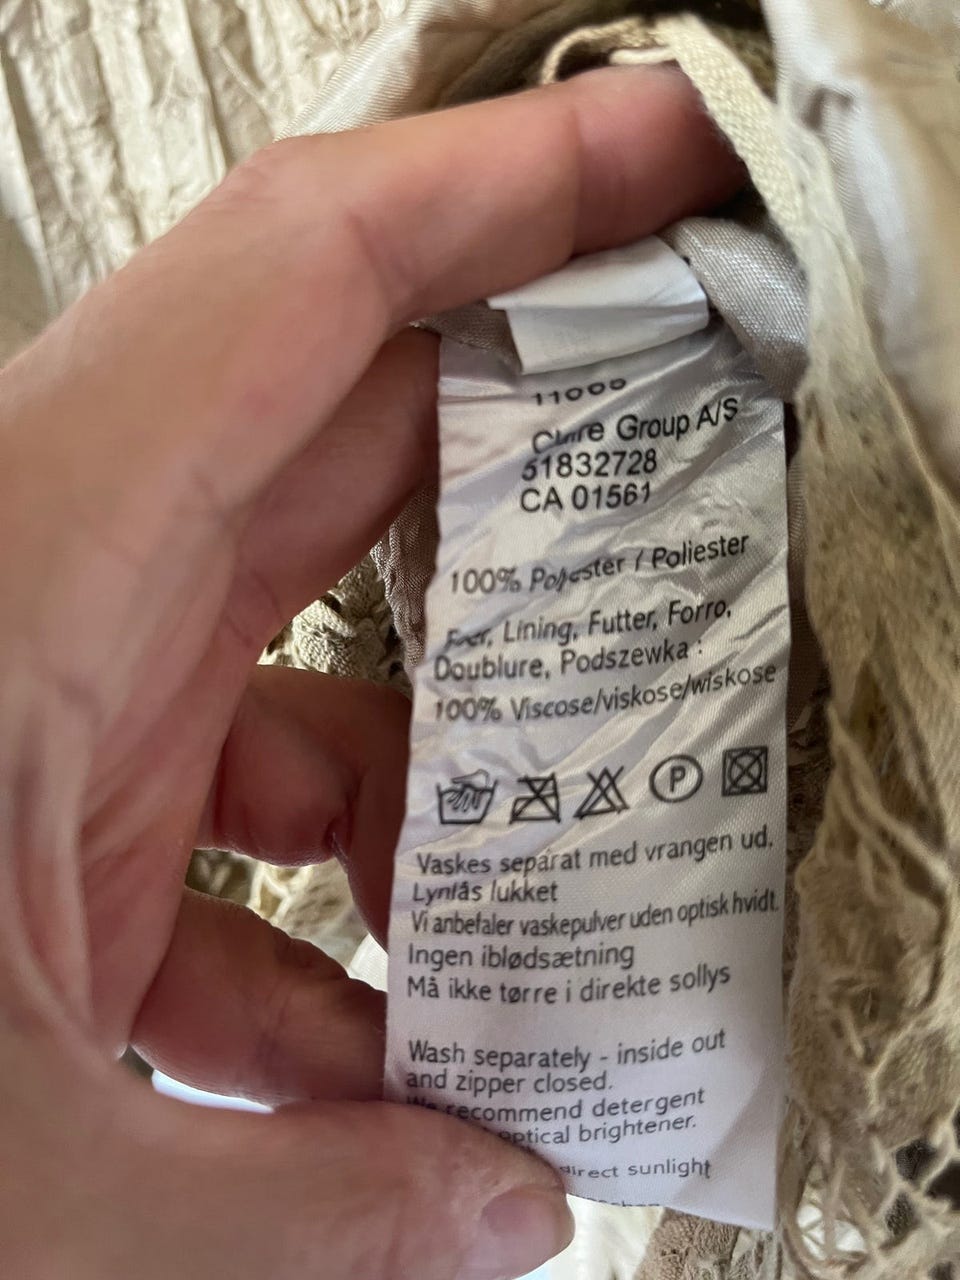 Group A/S
51832728
CA 01561
100% Polyester / Poliester
Foer, Lining, Futter, Forro,
Doublure, Podszewka :
100% Viscose/viskose/wiskose
P
Vaskes separat med vrangen ud.
Lynlås lukket
Vi anbefaler vaskepulver uden optisk hvidt.
Ingen iblødsætning
Må ikke tørre i direkte sollys
Wash separately - inside out
and zipper closed.
We recommend detergent
optical brightener.
direct sunlight